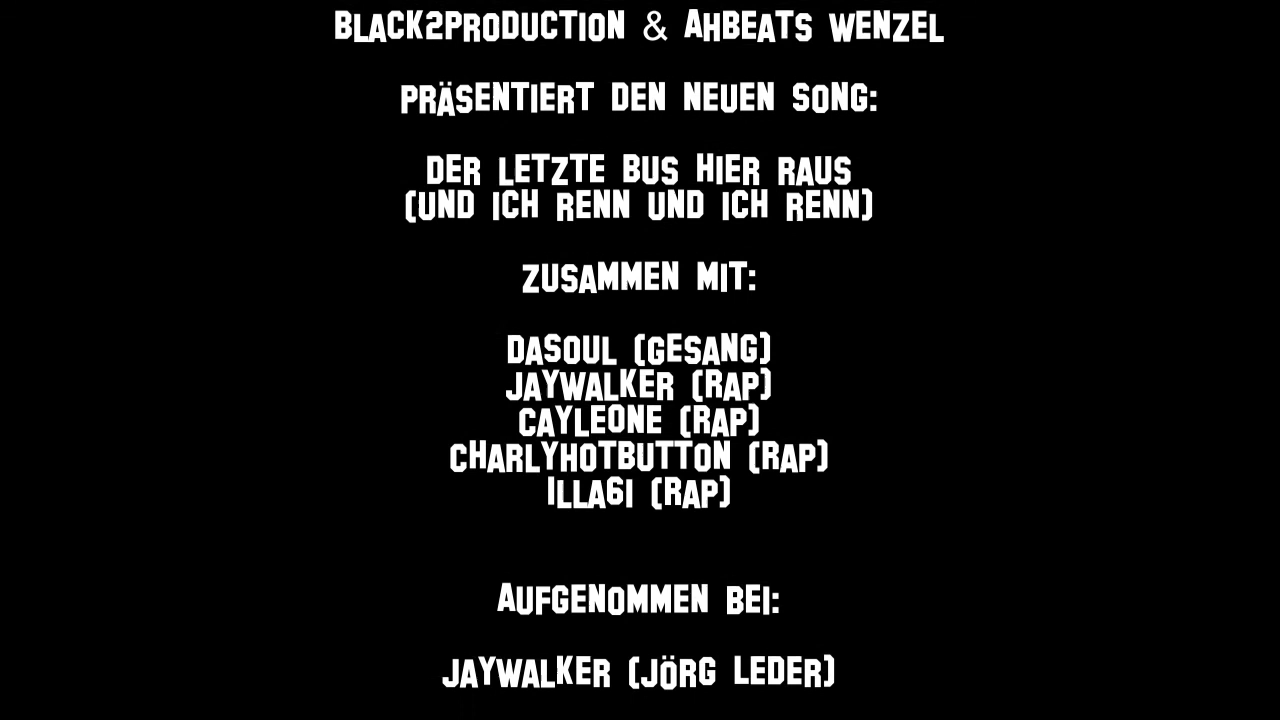 BLACK2PRODUCTION & AHBEATS WENZEL
PRÄSENTIERT DEN NEUEN SONG:
DER LETZTE BUS HIER RAUS
(UND ICH RENN UND ICH RENN)
ZUSAMMEN MIT:
DASOUL (GESANG)
JAYWALKER (RAP)
CAYLEONE (RAP)
CHARLYHOTBUTTON (RAP)
ILLA61 (RAP)
AUFGENOMMEN BEI:
JAYWALKER (JÖRG LEDER)